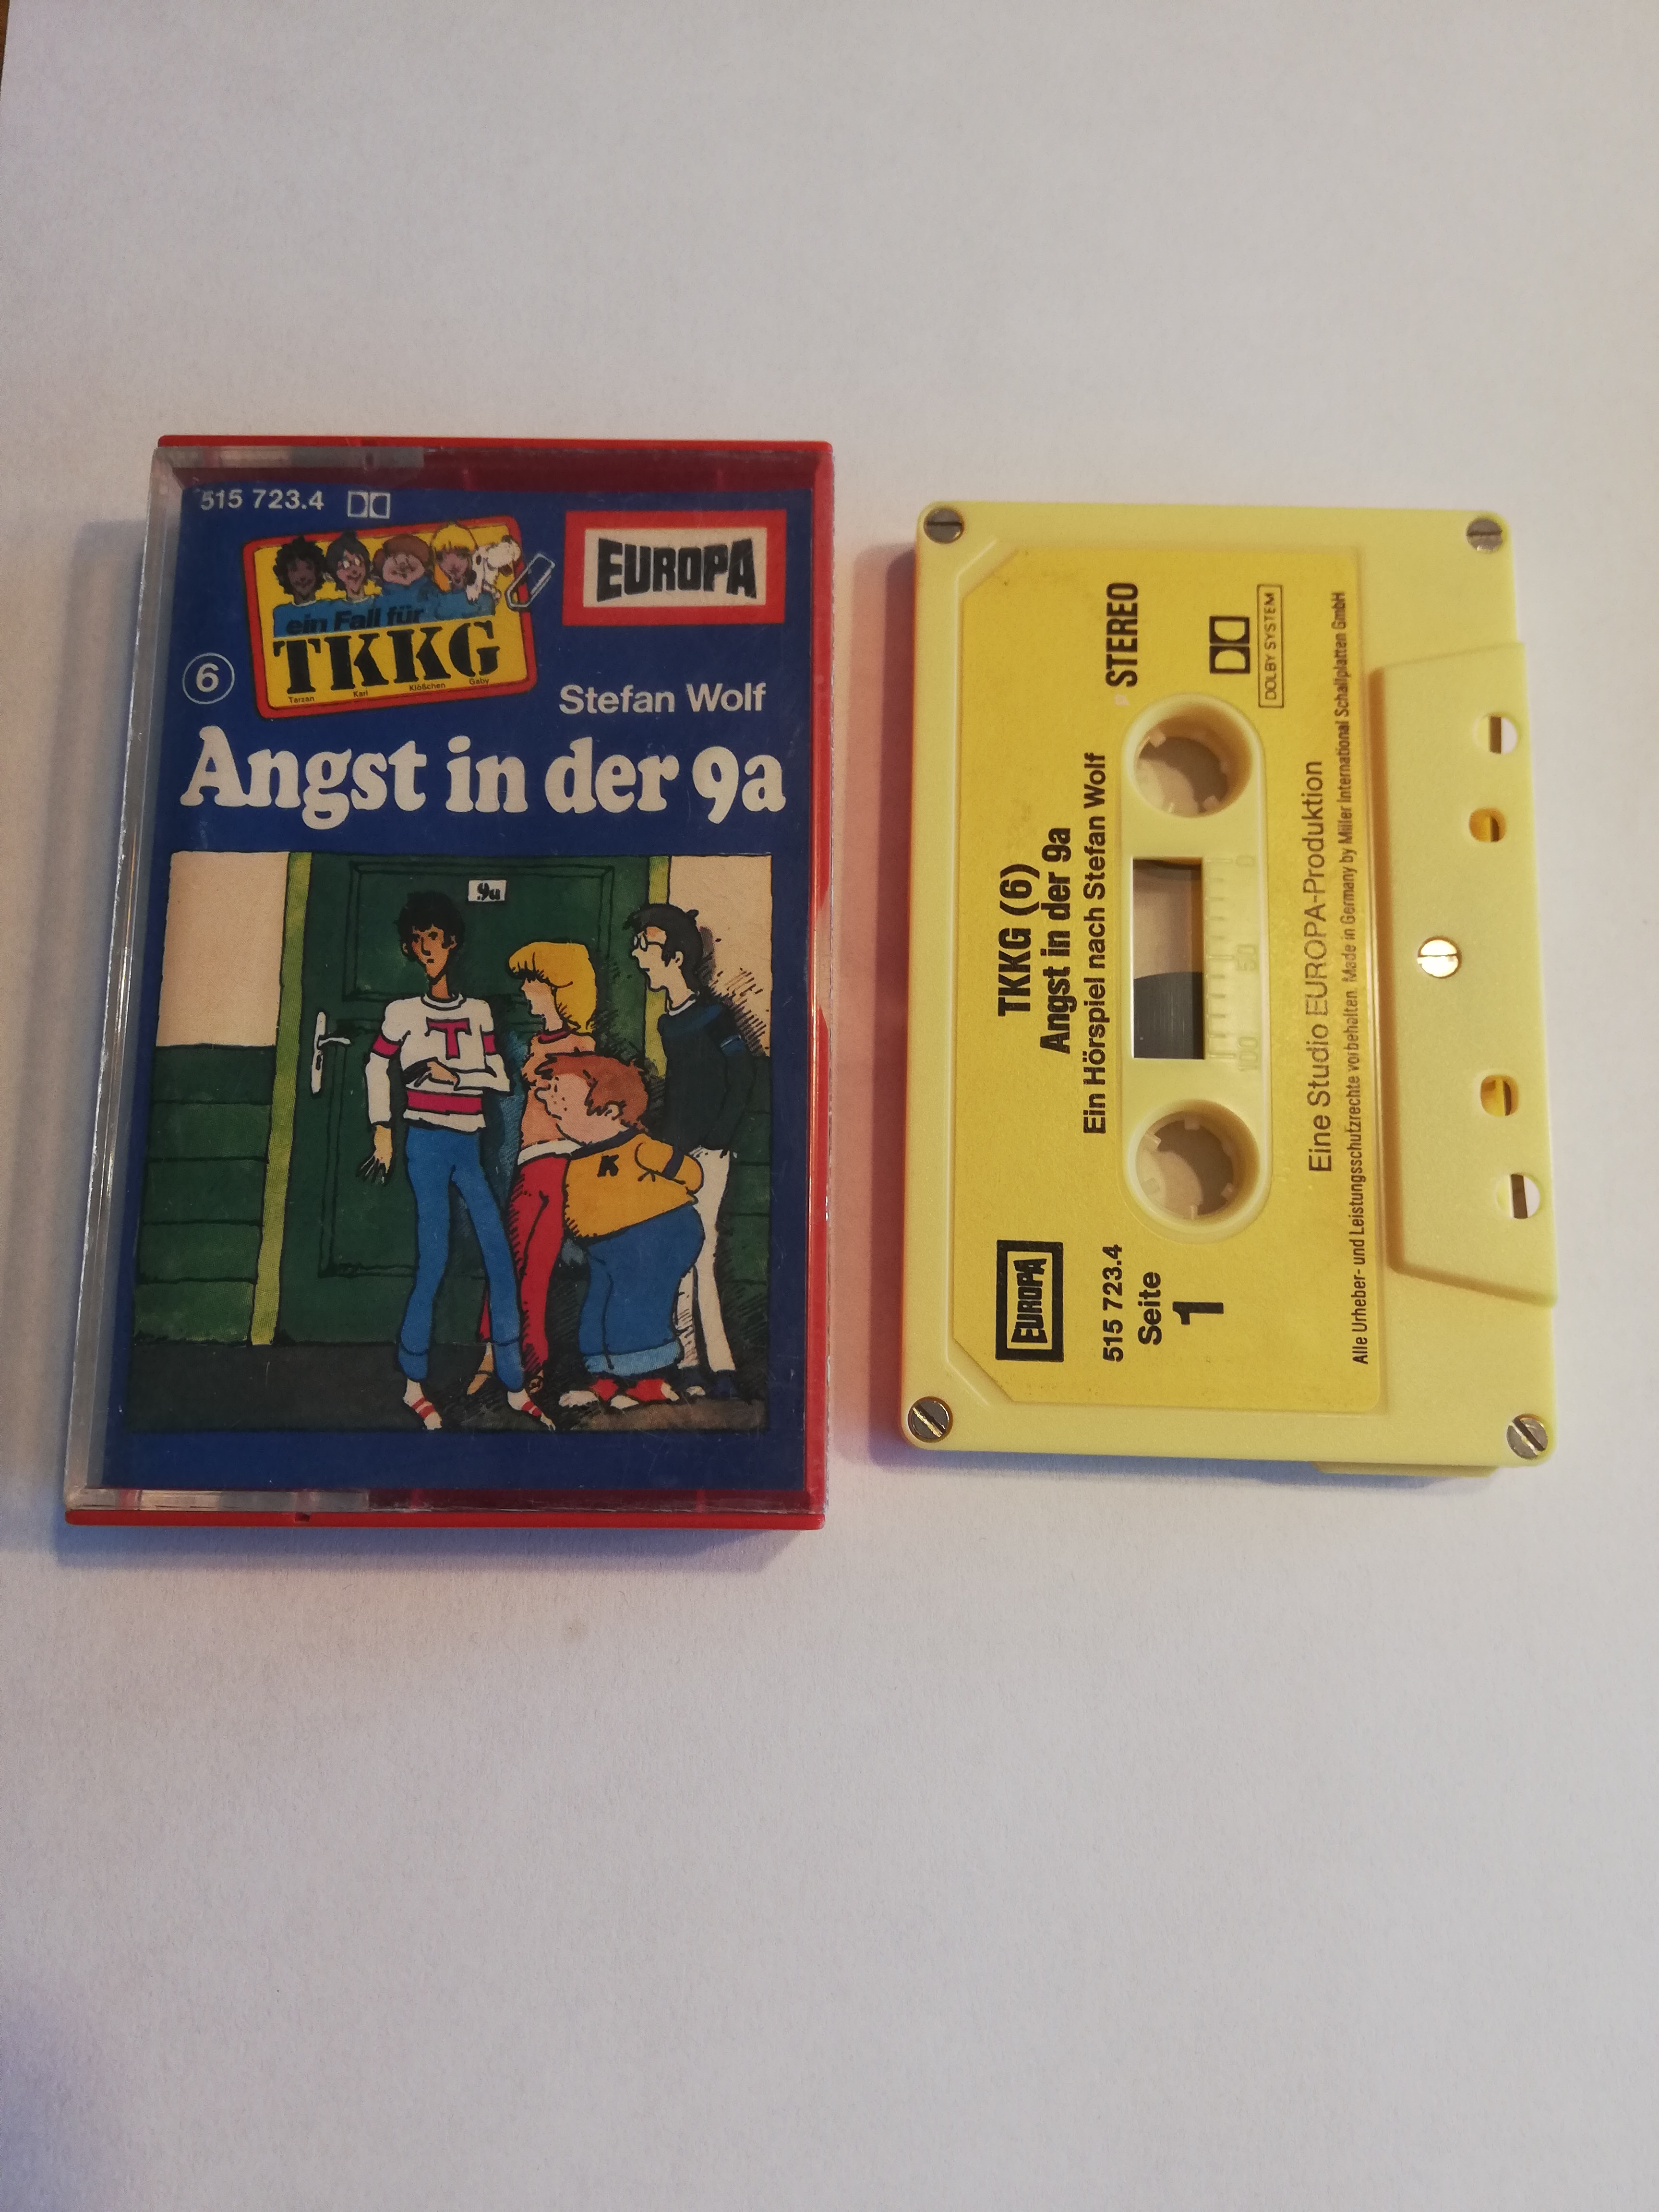 515 723.4
ein Fall für
TKKG
Tarzan Karl Klößchen Gaby
EUROPA
6
Stefan Wolf
Angst in der 9a
9a
T
K
TKKG (6)
Angst in der 9a
Ein Hörspiel nach Stefan Wolf
EUROPA
515 723.4
Seite
1
STEREO
DOLBY SYSTEM
100 50 0
Eine Studio EUROPA-Produktion
Alle Urheber- und Leistungsschutzrechte vorbehalten. Made in Germany by Miller International Schallplatten GmbH